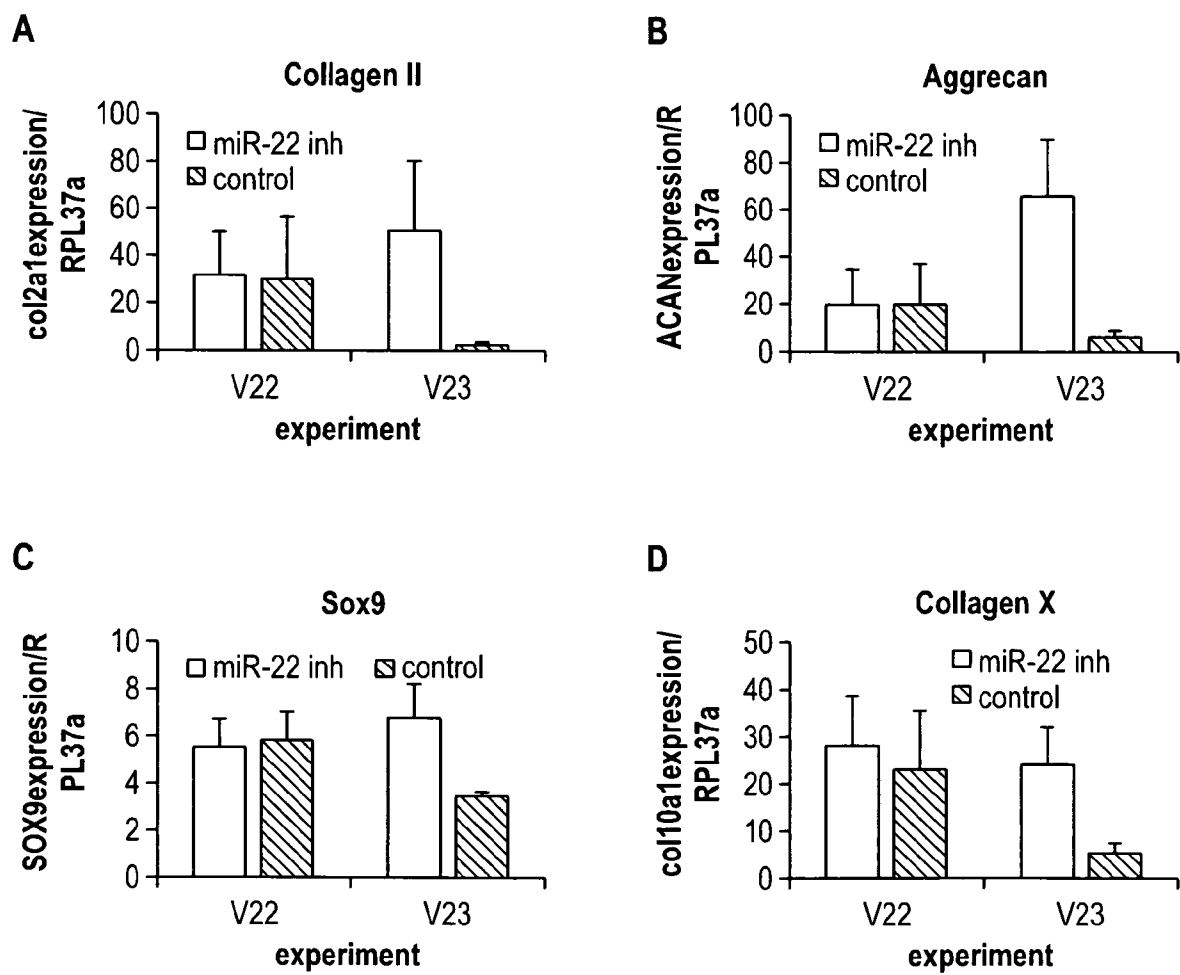 A
Collagen II
col2a1expression/
RPL37a
100
80
60
40
20
0
miR-22 inh
control
V22
V23
experiment
B
Aggrecan
ACANexpression/R
PL37a
100
80
60
40
20
0
miR-22 inh
control
V22
V23
experiment
C
Sox9
SOX9expression/R
PL37a
10
8
6
4
2
0
miR-22 inh control
V22
V23
experiment
D
Collagen X
col10a1expression/
RPL37a
50
40
30
20
10
0
miR-22 inh
control
V22
V23
experiment